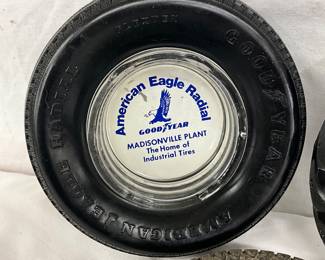 American Eagle Radial
GOODYEAR
MADISONVILLE PLANT
The Home of
Industrial Tires
GOODYEAR
AMERICAN EAGLE RADIAL